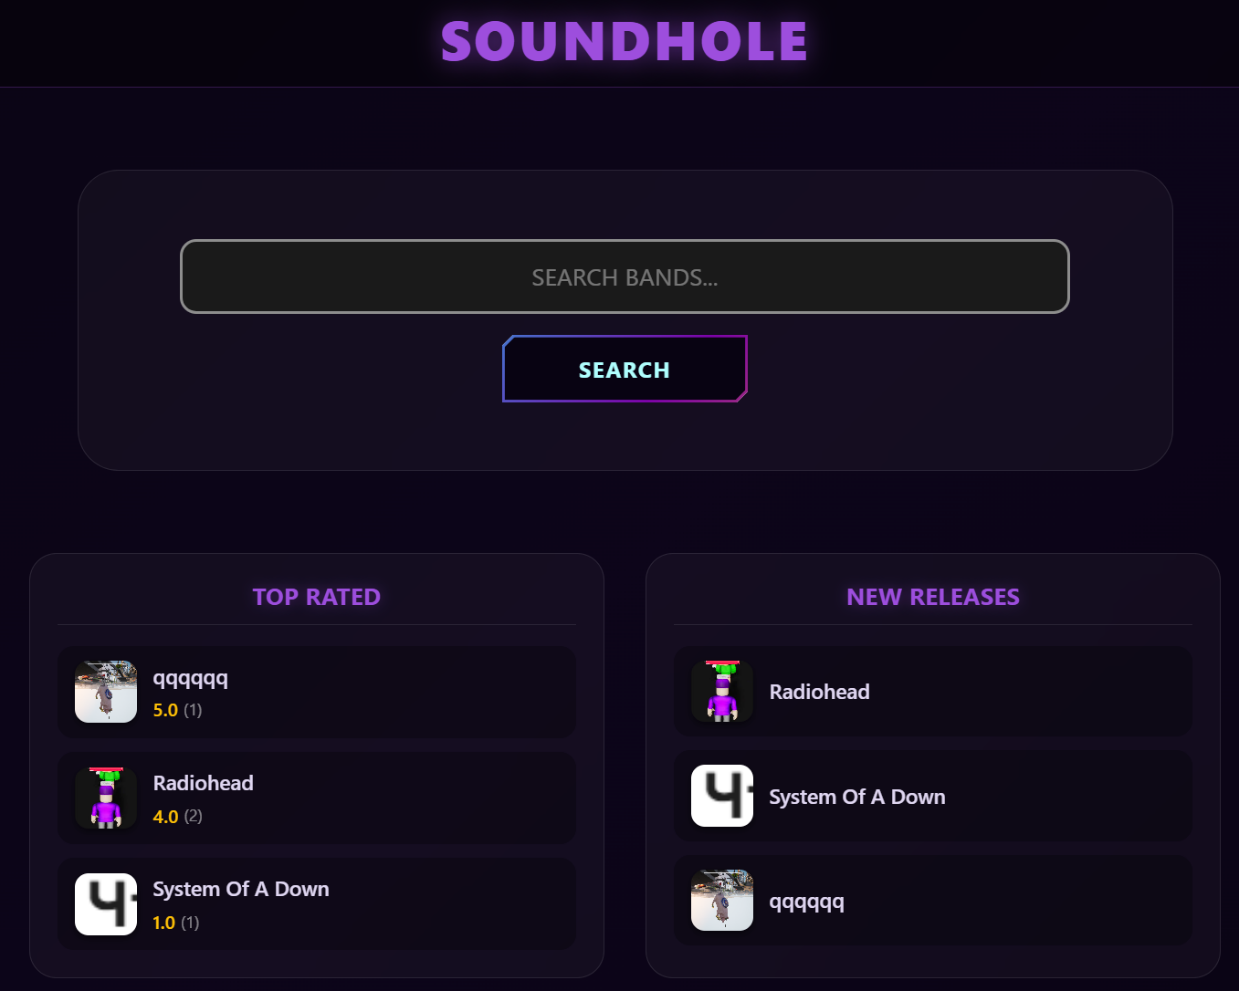 SOUNDHOLE
SEARCH BANDS...
SEARCH
TOP RATED
qqqqqq
5.0 (1)
Radiohead
4.0 (2)
System Of A Down
1.0 (1)
NEW RELEASES
Radiohead
System Of A Down
qqqqqq